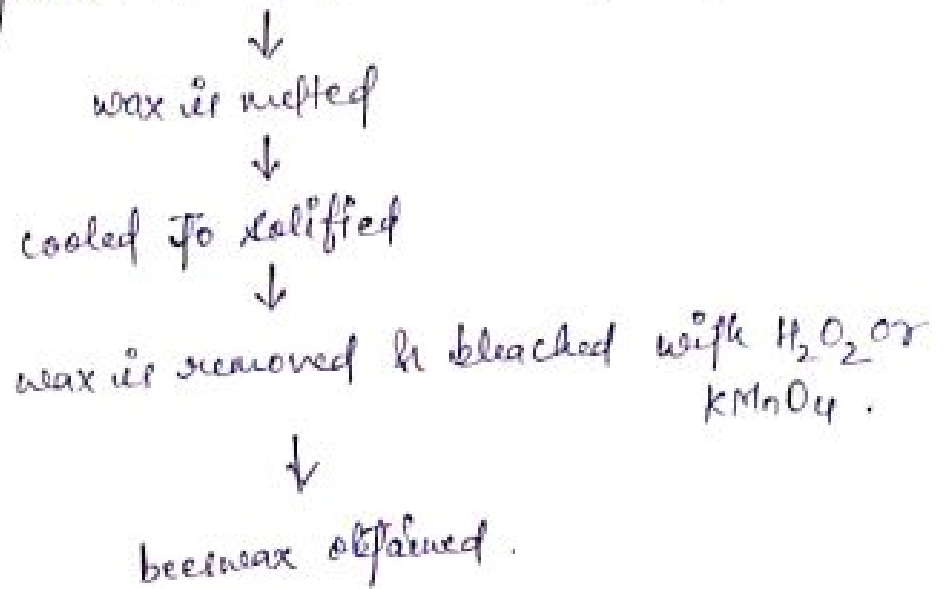 ↓
wax is melted
↓
cooled to solified
↓
wax is removed & bleached with H₂O₂ or
KMnO₄.
↓
beeswax obtained.